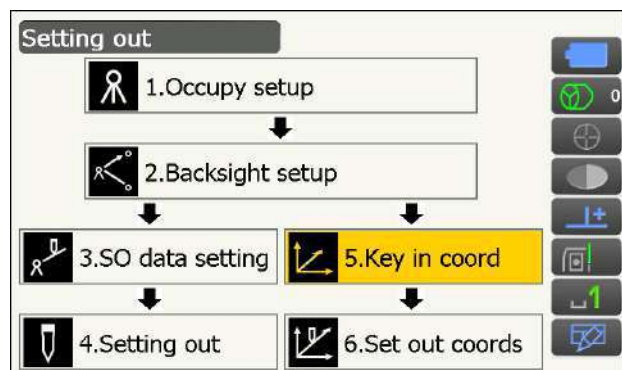 Setting out
1.Occupy setup
0
2.Backsight setup
3.SO data setting
5.Key in coord
1
4.Setting out
6.Set out coords